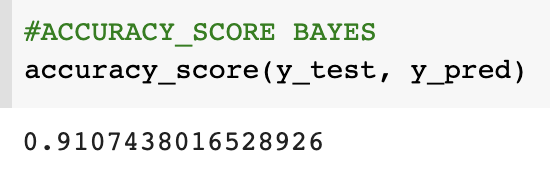 #ACCURACY_SCORE BAYES
accuracy_score(y_test, y_pred)
0.9107438016528926